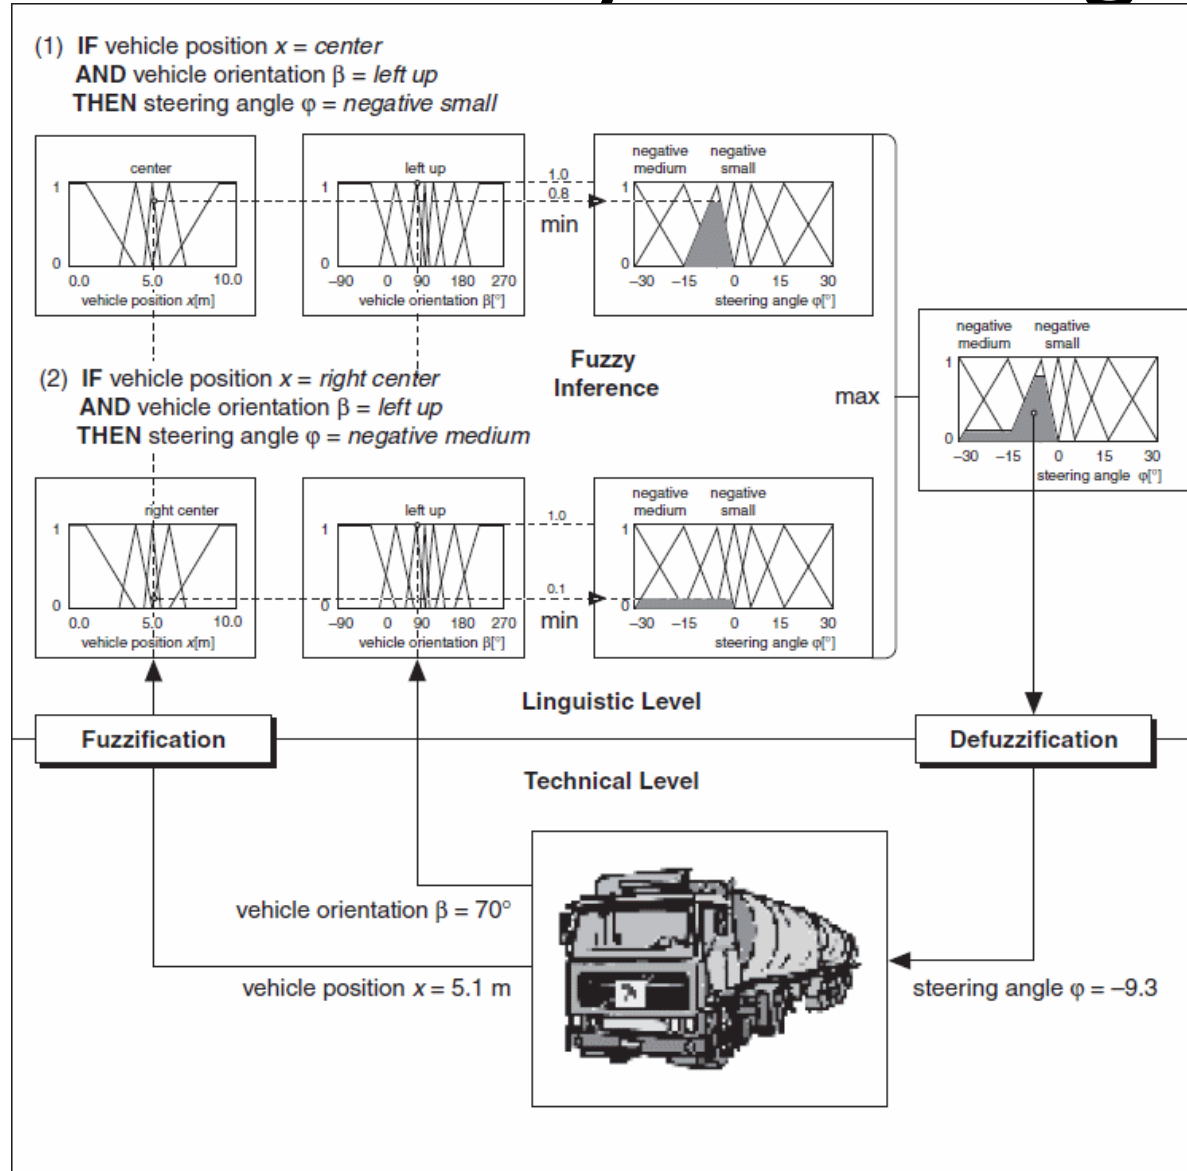 (1) IF vehicle position x = center
AND vehicle orientation β = left up
THEN steering angle φ = negative small
center
1
0
0.0 5.0 10.0
vehicle position x[m]
left up
1
0
–90 0 90 180 270
vehicle orientation β[°]
1.0
0.8
min
negative medium
negative small
1
0
–30 –15 0 15 30
steering angle φ[°]
Fuzzy
Inference
(2) IF vehicle position x = right center
AND vehicle orientation β = left up
THEN steering angle φ = negative medium
right center
1
0
0.0 5.0 10.0
vehicle position x[m]
left up
1
0
–90 0 90 180 270
vehicle orientation β[°]
1.0
0.1
min
negative medium
negative small
1
0
–30 –15 0 15 30
steering angle φ[°]
max
negative medium
negative small
1
0
–30 –15 0 15 30
steering angle φ[°]
Linguistic Level
Fuzzification
Defuzzification
Technical Level
vehicle orientation β = 70°
vehicle position x = 5.1 m
steering angle φ = –9.3